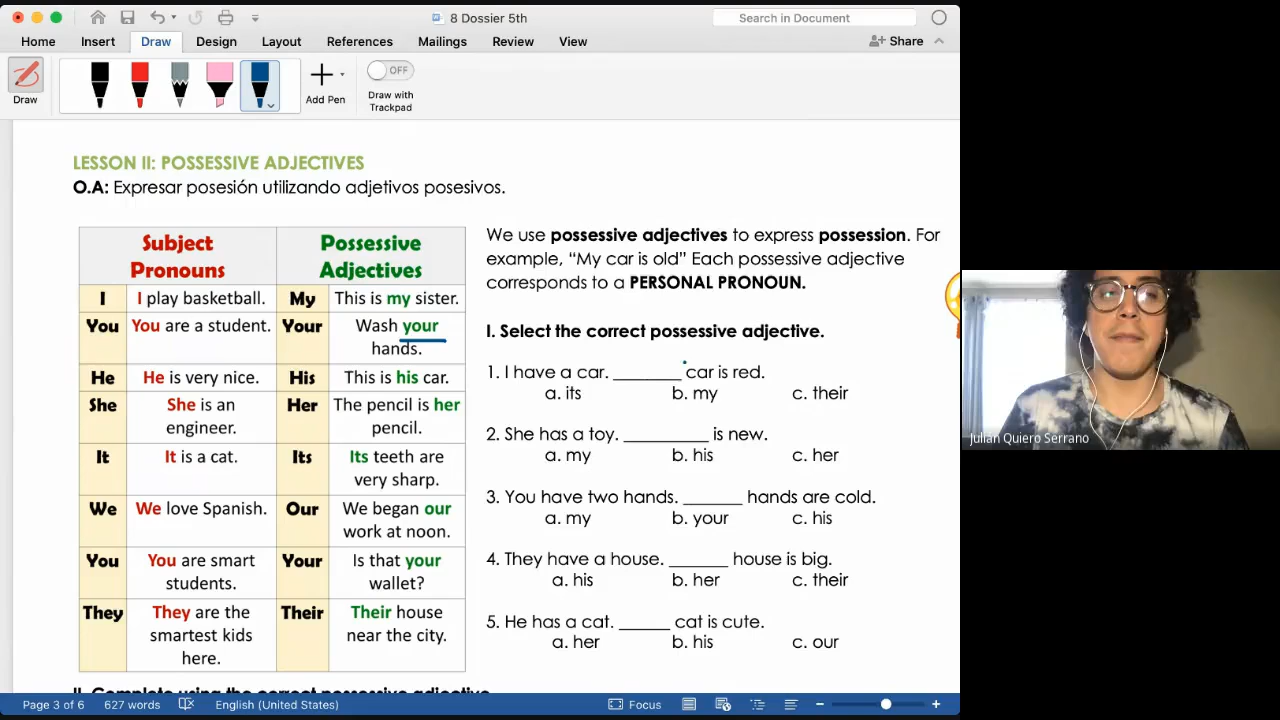 8 Dossier 5th
Search in Document
Home Insert Draw Design Layout References Mailings Review View Share
Draw
Add Pen
OFF
Draw with
Trackpad
LESSON II: POSSESSIVE ADJECTIVES
O.A: Expresar posesión utilizando adjetivos posesivos.
Subject
Pronouns
Possessive
Adjectives
I I play basketball. My This is my sister.
You You are a student. Your Wash your
hands.
He He is very nice. His This is his car.
She She is an
engineer.
Her The pencil is her
pencil.
It It is a cat. Its Its teeth are
very sharp.
We We love Spanish. Our We began our
work at noon.
You You are smart
students.
Your Is that your
wallet?
They They are the
smartest kids
here.
Their Their house
near the city.
We use possessive adjectives to express possession. For
example, “My car is old” Each possessive adjective
corresponds to a PERSONAL PRONOUN.
I. Select the correct possessive adjective.
1. I have a car. ________ car is red.
a. its b. my c. their
2. She has a toy. __________ is new.
a. my b. his c. her
3. You have two hands. _______ hands are cold.
a. my b. your c. his
4. They have a house. _______ house is big.
a. his b. her c. their
5. He has a cat. ______ cat is cute.
a. her b. his c. our
II. Complete using the correct possessive adjective
Page 3 of 6 627 words English (United States) Focus
Julian Quiero Serrano